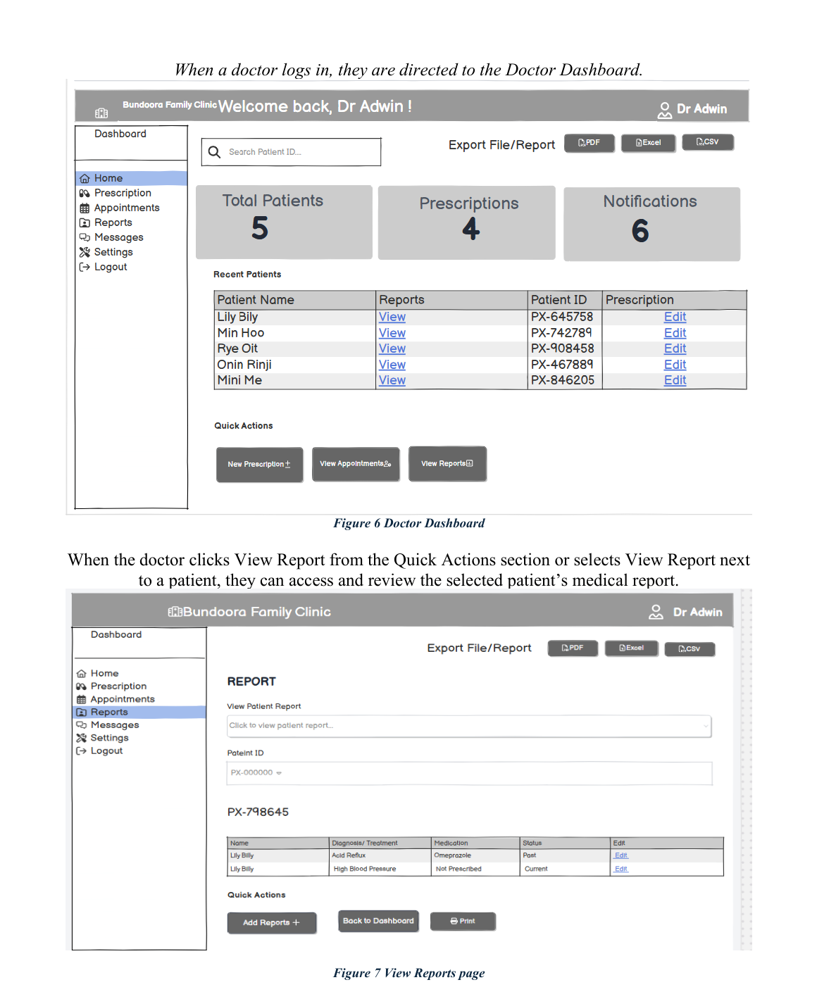 When a doctor logs in, they are directed to the Doctor Dashboard.
Bundoora Family Clinic Welcome back, Dr Adwin !
Dr Adwin
Dashboard
Home
Prescription
Appointments
Reports
Messages
Settings
Logout
Search Patient ID....
Export File/Report
PDF
Excel
CSV
Total Patients
5
Prescriptions
4
Notifications
6
Recent Patients
Patient Name Reports Patient ID Prescription
Lily Bily View PX-645758 Edit
Min Hoo View PX-742789 Edit
Rye Oit View PX-908458 Edit
Onin Rinji View PX-467889 Edit
Mini Me View PX-846205 Edit
Quick Actions
New Prescription
View Appointments
View Reports
Figure 6 Doctor Dashboard
When the doctor clicks View Report from the Quick Actions section or selects View Report next
to a patient, they can access and review the selected patient’s medical report.
Bundoora Family Clinic
Dr Adwin
Dashboard
Home
Prescription
Appointments
Reports
Messages
Settings
Logout
Export File/Report
PDF
Excel
CSV
REPORT
View Patient Report
Click to view patient report...
Pateint ID
PX-000000
PX-798645
Name Diagnosis/ Treatment Medication Status Edit
Lily Billy Acid Reflux Omeprazole Past Edit
Lily Billy High Blood Pressure Not Prescribed Current Edit
Quick Actions
Add Reports +
Back to Dashboard
Print
Figure 7 View Reports page